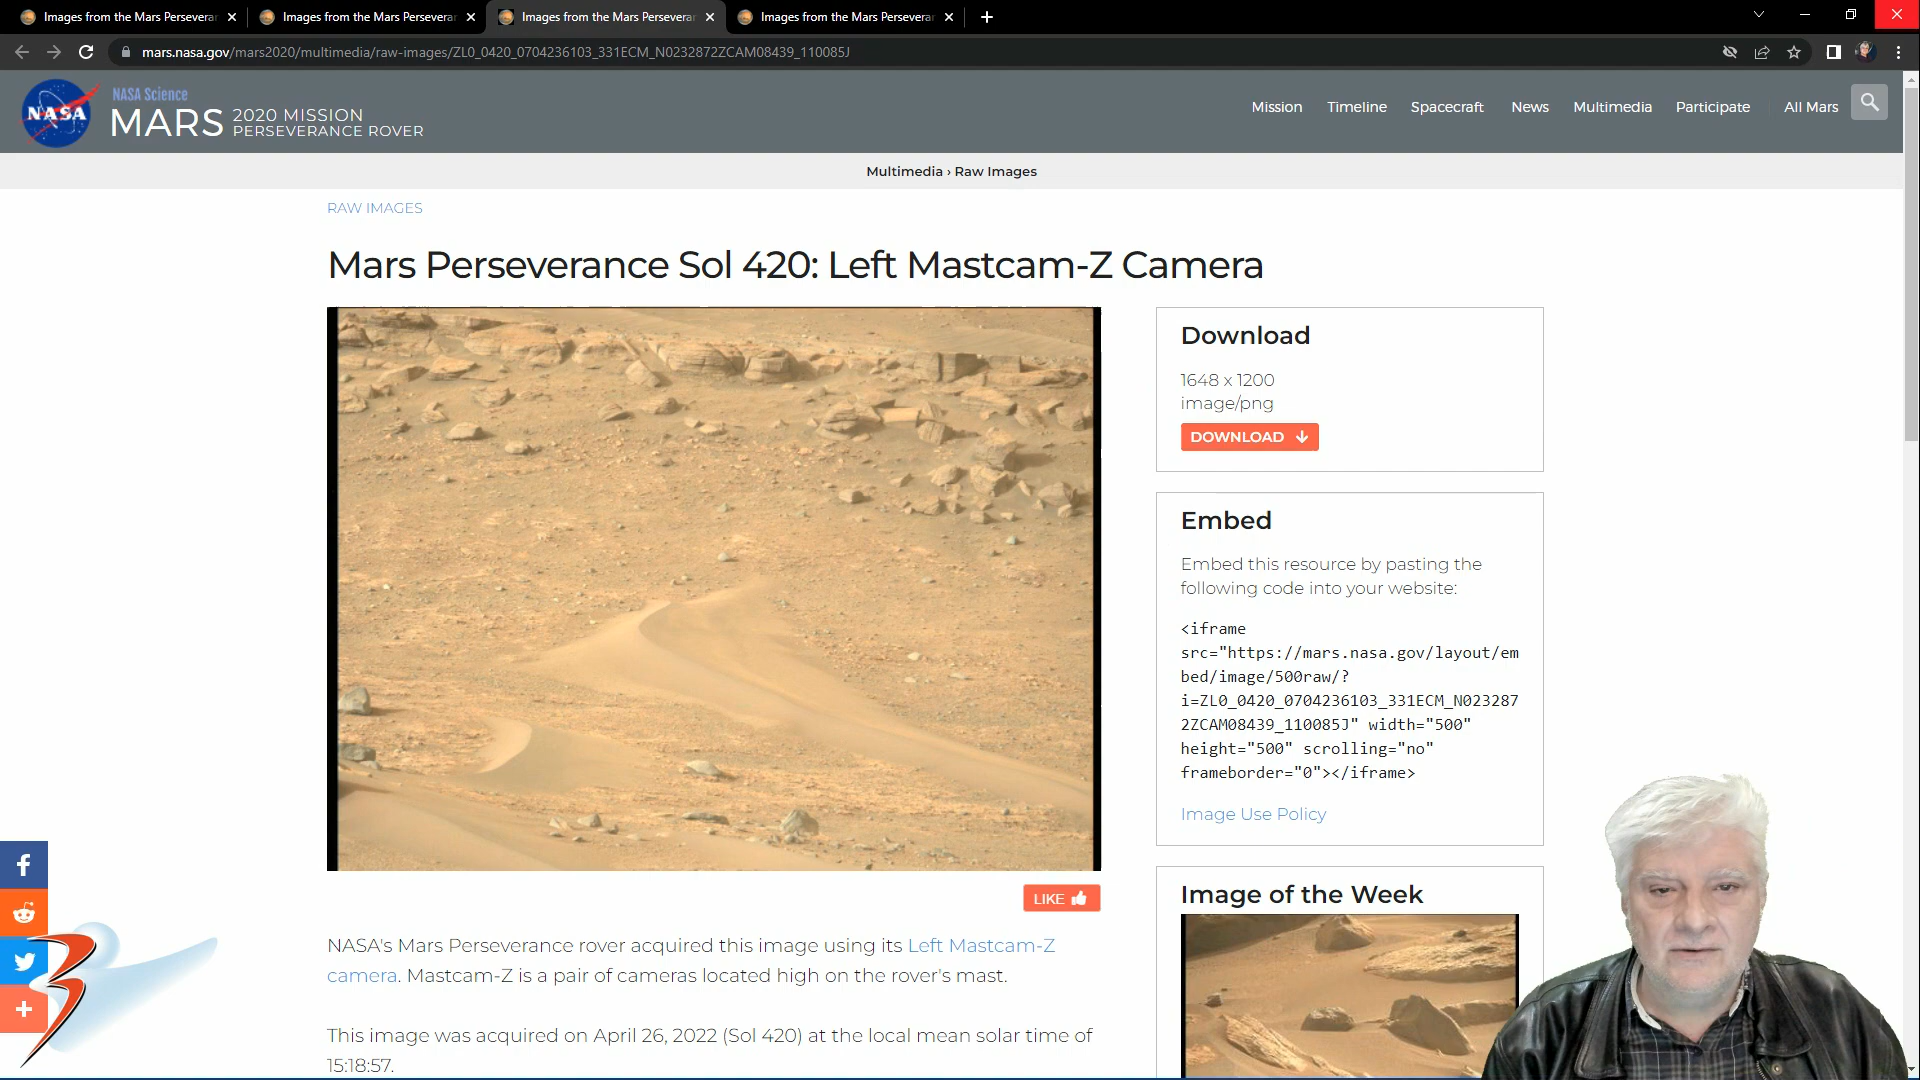 Images from the Mars Perseverar
Images from the Mars Perseverar
Images from the Mars Perseverar
Images from the Mars Perseverar
mars.nasa.gov/mars2020/multimedia/raw-images/ZL0_0420_0704236103_331ECM_N0232872ZCAM08439_110085J
NASA
NASA Science
MARS 2020 MISSION
PERSEVERANCE ROVER
Mission Timeline Spacecraft News Multimedia Participate All Mars
Multimedia › Raw Images
RAW IMAGES
Mars Perseverance Sol 420: Left Mastcam-Z Camera
Download
1648 x 1200
image/png
DOWNLOAD
Embed
Embed this resource by pasting the
following code into your website:
<iframe
src="https://mars.nasa.gov/layout/em
bed/image/500raw/?
i=ZL0_0420_0704236103_331ECM_N023287
2ZCAM08439_110085J" width="500"
height="500" scrolling="no"
frameborder="0"></iframe>
Image Use Policy
LIKE
Image of the Week
NASA's Mars Perseverance rover acquired this image using its Left Mastcam-Z
camera. Mastcam-Z is a pair of cameras located high on the rover's mast.
This image was acquired on April 26, 2022 (Sol 420) at the local mean solar time of
15:18:57.